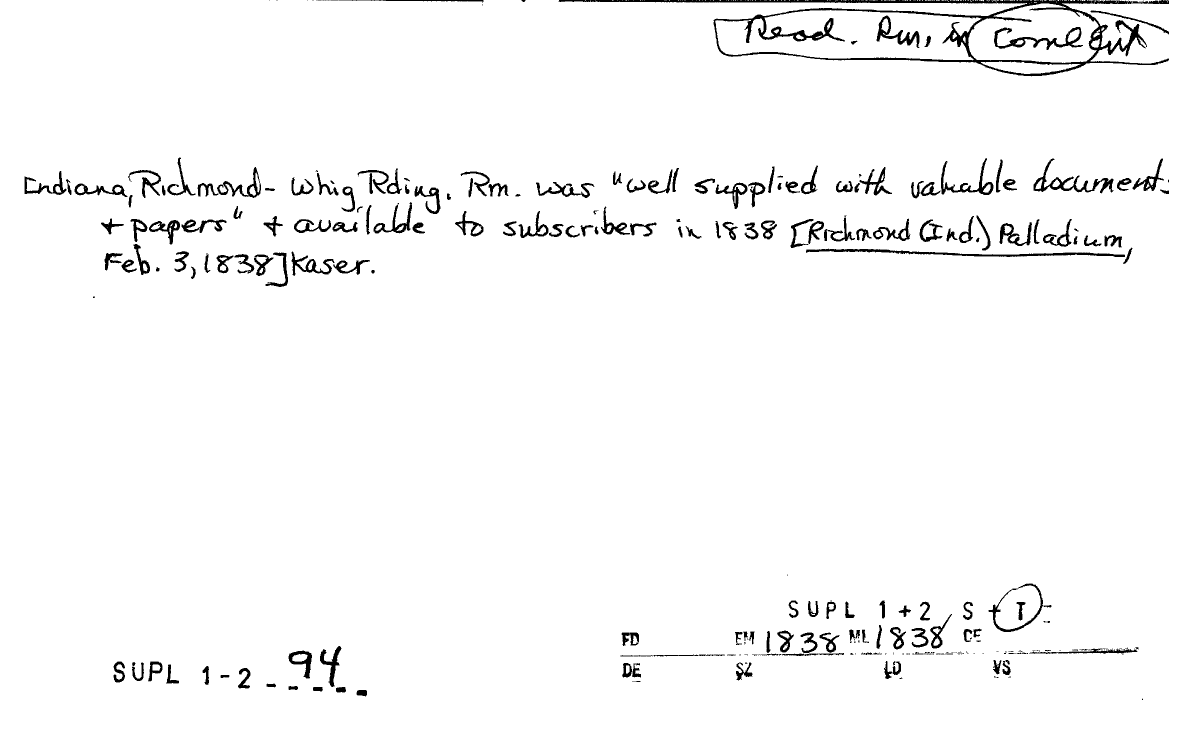 Read. Rm, in Coml
Indiana, Richmond- Whig Rding. Rm. was "well supplied with valuable documents
+ papers" + available to subscribers in 1838 [Richmond (Ind.) Palladium,
Feb. 3, 1838] Kaser.
SUPL 1+2, S + T-
FD EM 1838 ML 1838 CE
DE SZ LD VS
SUPL 1-2 94